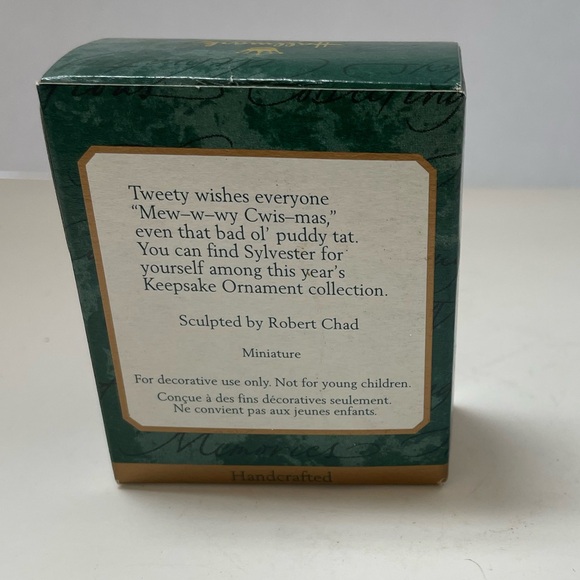 Hallmark
Tweety wishes everyone
“Mew–w–wy Cwis–mas,”
even that bad ol’ puddy tat.
You can find Sylvester for
yourself among this year’s
Keepsake Ornament collection.
Sculpted by Robert Chad
Miniature
For decorative use only. Not for young children.
Conçue à des fins décoratives seulement.
Ne convient pas aux jeunes enfants.
Memories
Handcrafted